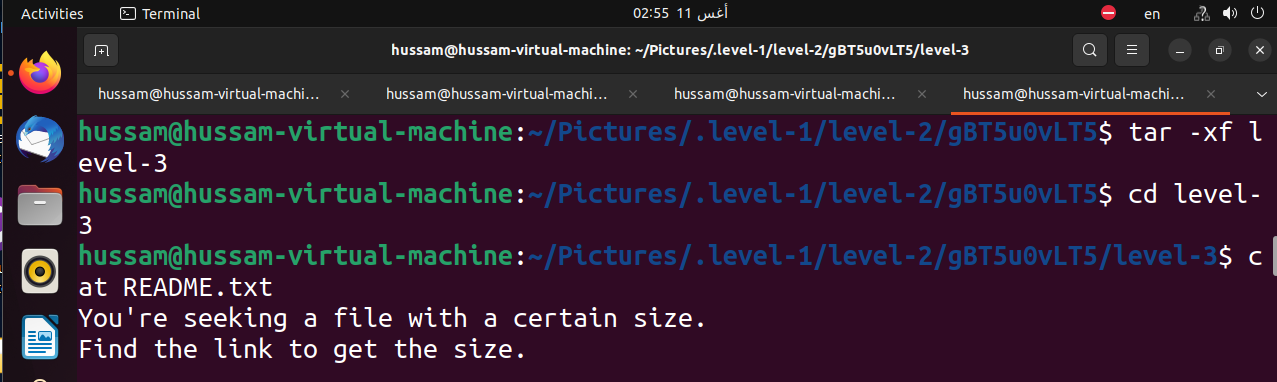 Activities
Terminal
02:55 11 أغس
en
hussam@hussam-virtual-machine: ~/Pictures/.level-1/level-2/gBT5u0vLT5/level-3
hussam@hussam-virtual-machi...
hussam@hussam-virtual-machi...
hussam@hussam-virtual-machi...
hussam@hussam-virtual-machi...
hussam@hussam-virtual-machine:~/Pictures/.level-1/level-2/gBT5u0vLT5$ tar -xf l
evel-3
hussam@hussam-virtual-machine:~/Pictures/.level-1/level-2/gBT5u0vLT5$ cd level-
3
hussam@hussam-virtual-machine:~/Pictures/.level-1/level-2/gBT5u0vLT5/level-3$ c
at README.txt
You're seeking a file with a certain size.
Find the link to get the size.